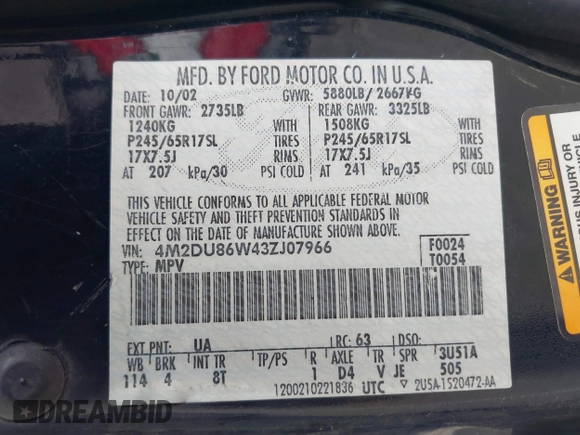 MFD. BY FORD MOTOR CO. IN U.S.A.
DATE: 10/02 GVWR: 5880LB/ 2667KG
FRONT GAWR: 2735LB REAR GAWR: 3325LB
1240KG WITH 1508KG WITH
P245/65R17SL TIRES P245/65R17SL TIRES
17X7.5J RIMS 17X7.5J RIMS
AT 207 kPa/30 PSI COLD AT 241 kPa/35 PSI COLD
THIS VEHICLE CONFORMS TO ALL APPLICABLE FEDERAL MOTOR
VEHICLE SAFETY AND THEFT PREVENTION STANDARDS IN
EFFECT ON THE DATE OF MANUFACTURE SHOWN ABOVE.
VIN: 4M2DU86W43ZJ07966 F0024
TYPE: MPV T0054
EXT PNT: UA RC: 63 DSO:
WB BRK INT TR TP/PS R AXLE TR SPR 3U51A
114 4 8T 1 D4 V JE 505
1200210221836 UTC 2U5A-1520472-AA
DREAMBID
US INJURY OR